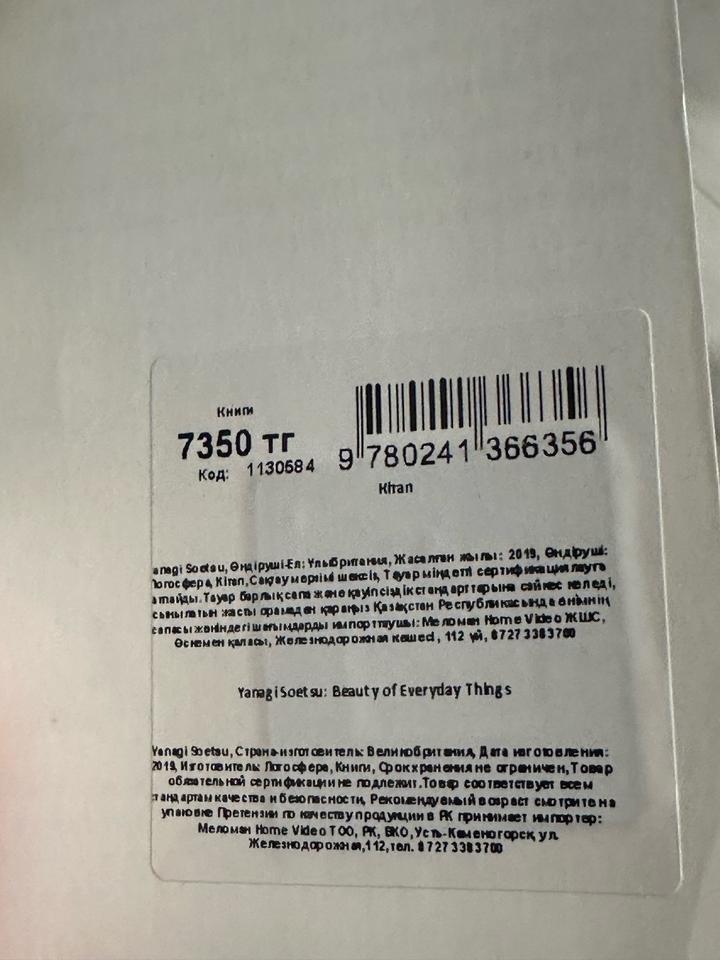 Книги
7350 тг
Код: 1130584
9 780241 366356
Кітап
anagi Soetsu, Өндіруші-Ел: Ұлыбритания, Жасалған жылы: 2019, Өндіруші:
Логосфера, Кітап, Сақтау мерзімі шексіз, Тауар міндетті сертификациялауға
жатпайды. Тауар барлық сапа және қауіпсіздік стандарттарына сәйкес келеді,
Ұсынылатын жасты орамадан қараңыз Қазақстан Республикасында өнімнің
сапасы жөніндегі шағымдарды импорттаушы: Меломан Home Video ЖШС,
Өскемен қаласы, Железнодорожная көшесі, 112 үй, 87273383700
Yanagi Soetsu: Beauty of Everyday Things
Yanagi Soetsu, Страна-изготовитель: Великобритания, Дата изготовления:
2019, Изготовитель: Логосфера, Книги, Срок хранения не ограничен, Товар
обязательной сертификации не подлежит. Товар соответствует всем
стандартам качества и безопасности, Рекомендуемый возраст смотрите на
упаковке Претензии по качеству продукции в РК принимает импортер:
Меломан Home Video ТОО, РК, ВКО, Усть-Каменогорск, ул.
Железнодорожная,112,тел. 87273383700